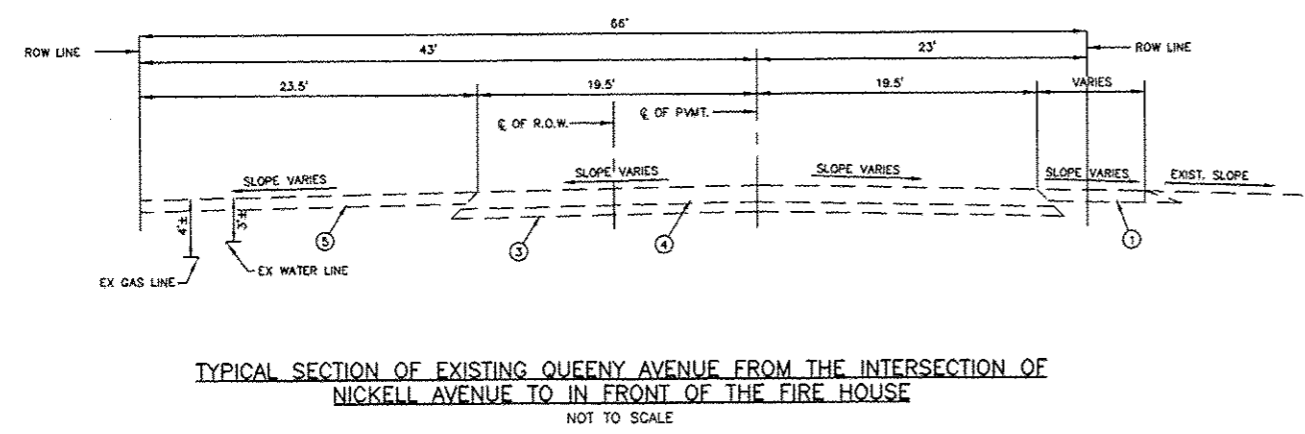 66'
ROW LINE
43'
23'
ROW LINE
23.5'
19.5'
19.5'
VARIES
℄ OF R.O.W.
℄ OF PVMT.
SLOPE VARIES
SLOPE VARIES
SLOPE VARIES
SLOPE VARIES
EXIST. SLOPE
4'±
3'±
5
3
4
1
EX GAS LINE
EX WATER LINE
TYPICAL SECTION OF EXISTING QUEENY AVENUE FROM THE INTERSECTION OF
NICKELL AVENUE TO IN FRONT OF THE FIRE HOUSE
NOT TO SCALE